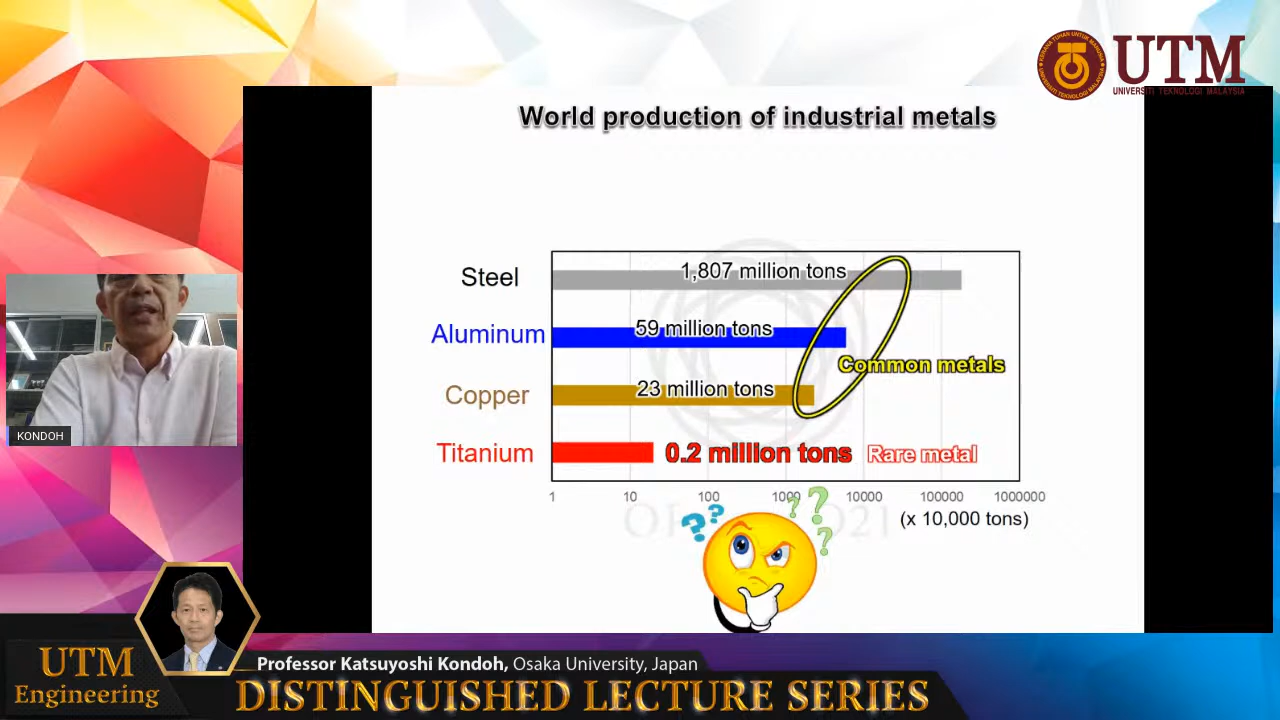 UTM
UNIVERSITI TEKNOLOGI MALAYSIA
World production of industrial metals
Steel
1,807 million tons
Aluminum
59 million tons
Common metals
Copper
23 million tons
Titanium
0.2 million tons
Rare metal
1 10 100 1000 10000 100000 1000000
(x 10,000 tons)
? ? ? ? ?
KONDOH
UTM
Engineering
Professor Katsuyoshi Kondoh, Osaka University, Japan
DISTINGUISHED LECTURE SERIES